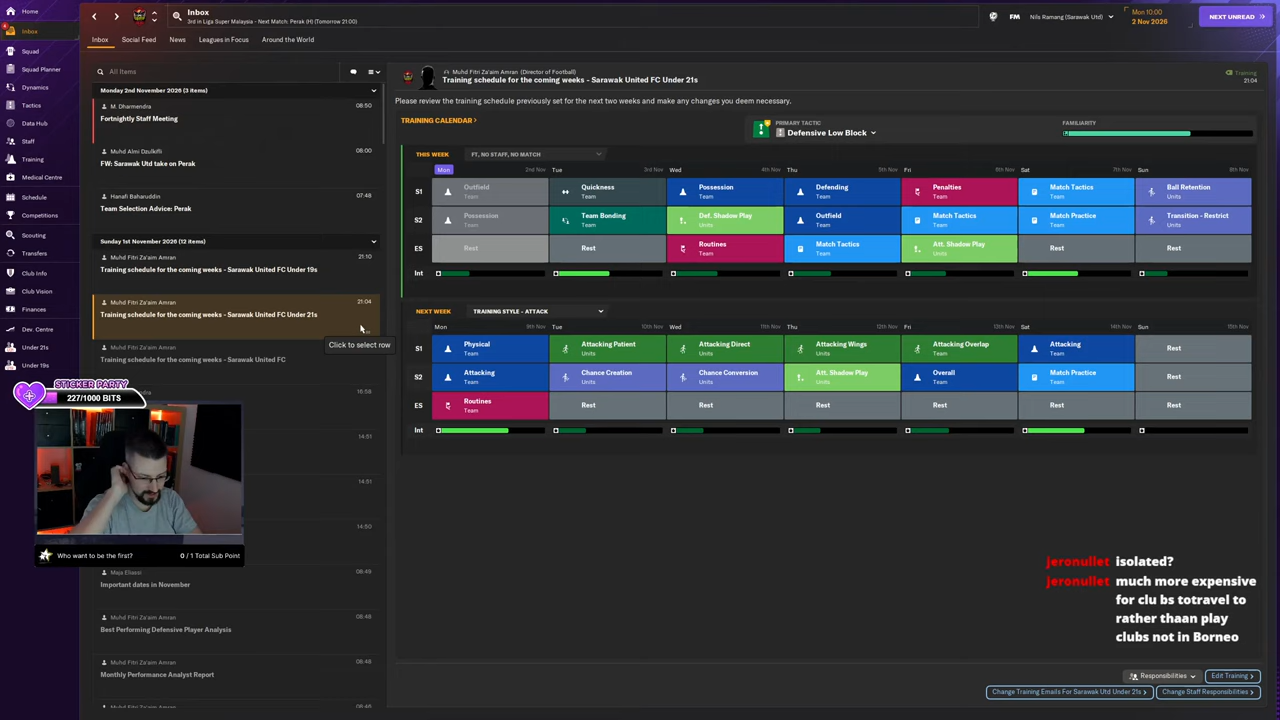 Home
4
Inbox
Squad
Squad Planner
Dynamics
Tactics
Data Hub
Staff
Training
Medical Centre
Schedule
Competitions
Scouting
Transfers
Club Info
Club Vision
Finances
Dev. Centre
Under 21s
Under 19s
Inbox
3rd in Liga Super Malaysia - Next Match: Perak (H) (Tomorrow 21:00)
FM
Nils Ramang (Sarawak Utd)
Mon 10:00
2 Nov 2026
NEXT UNREAD
Inbox
Social Feed
News
Leagues in Focus
Around the World
All Items
Monday 2nd November 2026 (3 items)
M. Dharmendra
08:50
Fortnightly Staff Meeting
Muhd Almi Dzulkifli
08:00
FW: Sarawak Utd take on Perak
Hanafi Baharuddin
07:48
Team Selection Advice: Perak
Sunday 1st November 2026 (12 items)
Muhd Fitri Za'aim Amran
21:10
Training schedule for the coming weeks - Sarawak United FC Under 19s
Muhd Fitri Za'aim Amran
21:04
Training schedule for the coming weeks - Sarawak United FC Under 21s
Click to select row
Muhd Fitri Za'aim Amran
Training schedule for the coming weeks - Sarawak United FC
16:58
14:51
14:51
14:50
Maja Eliassi
08:49
Important dates in November
Muhd Fitri Za'aim Amran
08:48
Best Performing Defensive Player Analysis
Muhd Fitri Za'aim Amran
08:48
Monthly Performance Analyst Report
Muhd Fitri Za'aim Amran
08:46
STICKER PARTY
227/1000 BITS
Who want to be the first?
0 / 1 Total Sub Point
Muhd Fitri Za'aim Amran (Director of Football)
Training schedule for the coming weeks - Sarawak United FC Under 21s
Training
21:04
Please review the training schedule previously set for the next two weeks and make any changes you deem necessary.
TRAINING CALENDAR >
PRIMARY TACTIC
Defensive Low Block
FAMILIARITY
THIS WEEK
FT, NO STAFF, NO MATCH
Mon 2nd Nov Tue 3rd Nov Wed 4th Nov Thu 5th Nov Fri 6th Nov Sat 7th Nov Sun 8th Nov
S1 Outfield Quickness Possession Defending Penalties Match Tactics Ball Retention
Team Team Team Team Team Team Units
S2 Possession Team Bonding Def. Shadow Play Outfield Match Tactics Match Practice Transition - Restrict
Team Team Units Team Team Team Units
ES Rest Rest Routines Match Tactics Att. Shadow Play Rest Rest
Team Team Units
Int
NEXT WEEK
TRAINING STYLE - ATTACK
Mon 9th Nov Tue 10th Nov Wed 11th Nov Thu 12th Nov Fri 13th Nov Sat 14th Nov Sun 15th Nov
S1 Physical Attacking Patient Attacking Direct Attacking Wings Attacking Overlap Attacking Rest
Team Team Team Team Team Team
S2 Attacking Chance Creation Chance Conversion Att. Shadow Play Overall Match Practice Rest
Team Units Units Units Team Team
ES Routines Rest Rest Rest Rest Rest Rest
Team
Int
jeronullet isolated?
jeronullet much more expensive
for clu bs totravel to
rather thaan play
clubs not in Borneo
Responsibilities
Edit Training >
Change Training Emails For Sarawak Utd Under 21s >
Change Staff Responsibilities >